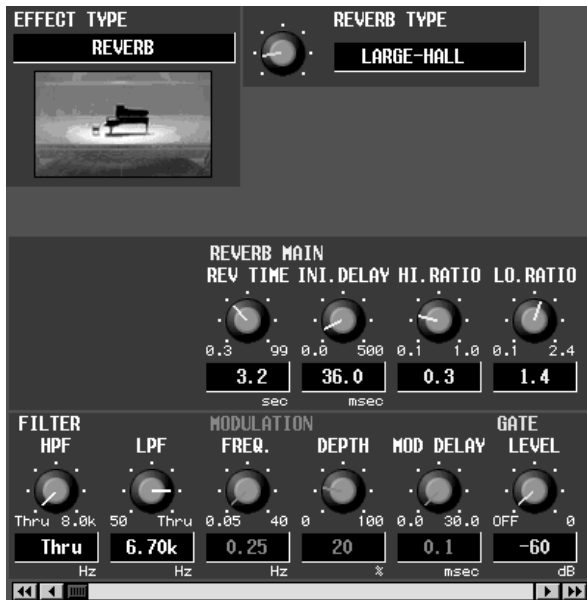 EFFECT TYPE
REVERB
REVERB TYPE
LARGE-HALL
REVERB MAIN
REV TIME INI.DELAY HI.RATIO LO.RATIO
0.3 99 0.0 500 0.1 1.0 0.1 2.4
3.2 36.0 0.3 1.4
sec msec
FILTER MODULATION GATE
HPF LPF FREQ. DEPTH MOD DELAY LEVEL
Thru 8.0k 50 Thru 0.05 40 0 100 0.0 30.0 OFF 0
Thru 6.70k 0.25 20 0.1 -60
Hz Hz Hz % msec dB